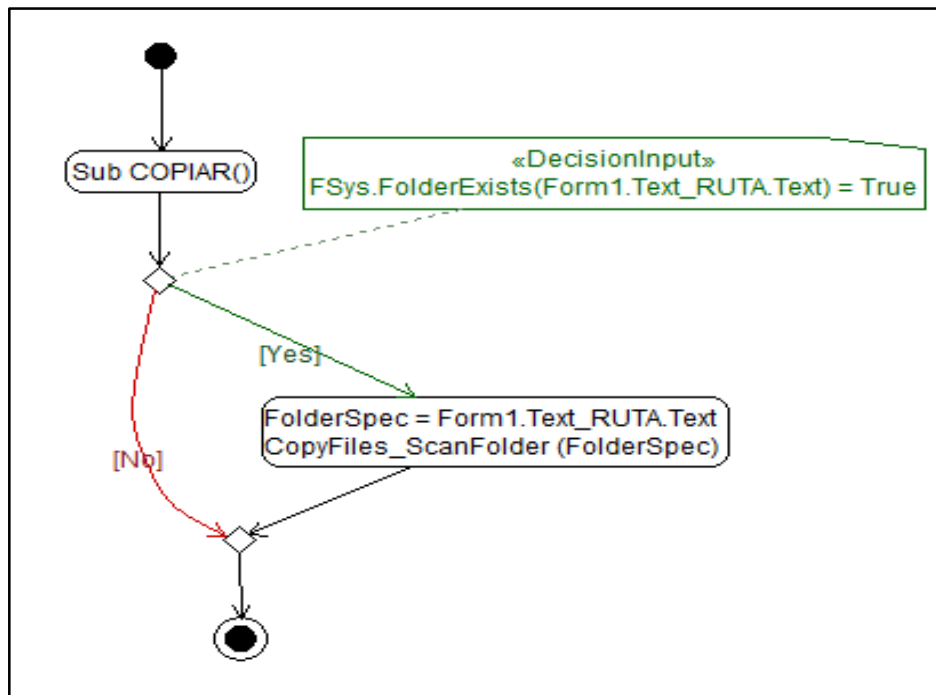 Sub COPIAR()
«DecisionInput»
FSys.FolderExists(Form1.Text_RUTA.Text) = True
[Yes]
FolderSpec = Form1.Text_RUTA.Text
CopyFiles_ScanFolder (FolderSpec)
[No]